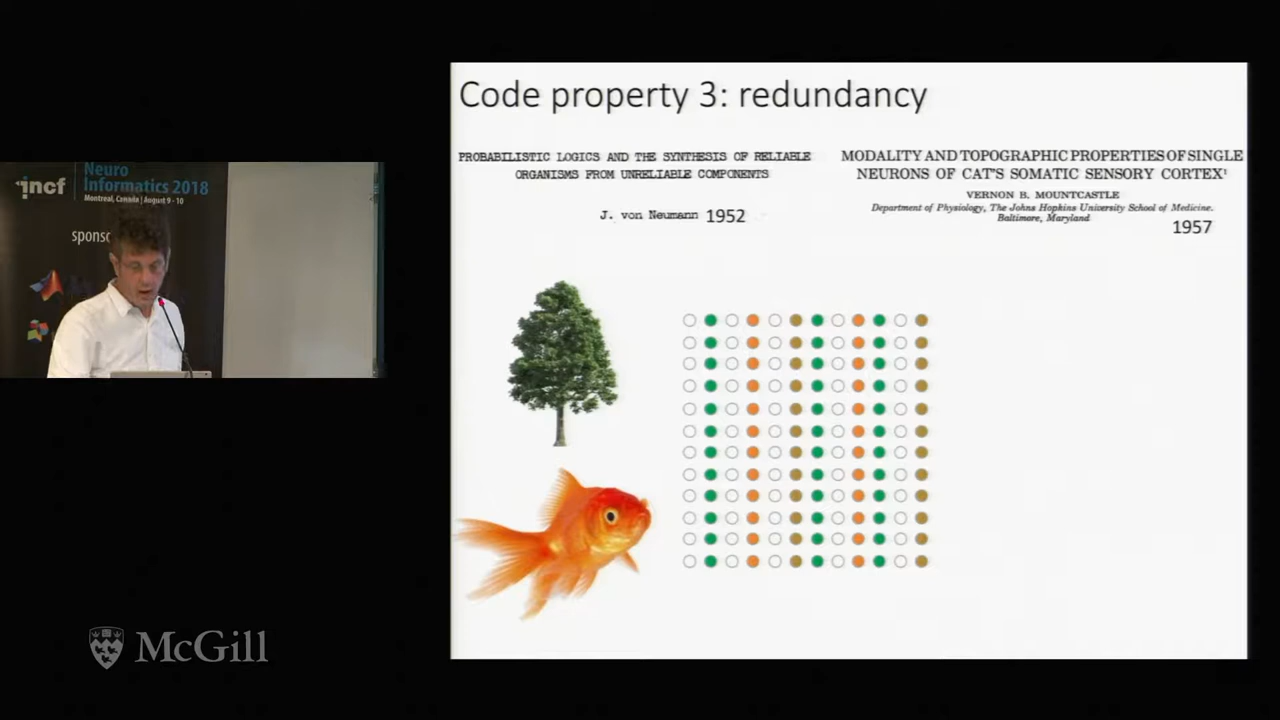 Code property 3: redundancy
PROBABILISTIC LOGICS AND THE SYNTHESIS OF RELIABLE
ORGANISMS FROM UNRELIABLE COMPONENTS
J. von Neumann 1952
MODALITY AND TOPOGRAPHIC PROPERTIES OF SINGLE
NEURONS OF CAT'S SOMATIC SENSORY CORTEX¹
VERNON B. MOUNTCASTLE
Department of Physiology, The Johns Hopkins University School of Medicine.
Baltimore, Maryland
1957
incf
Neuro
Informatics 2018
Montreal, Canada | August 9 - 10
McGill